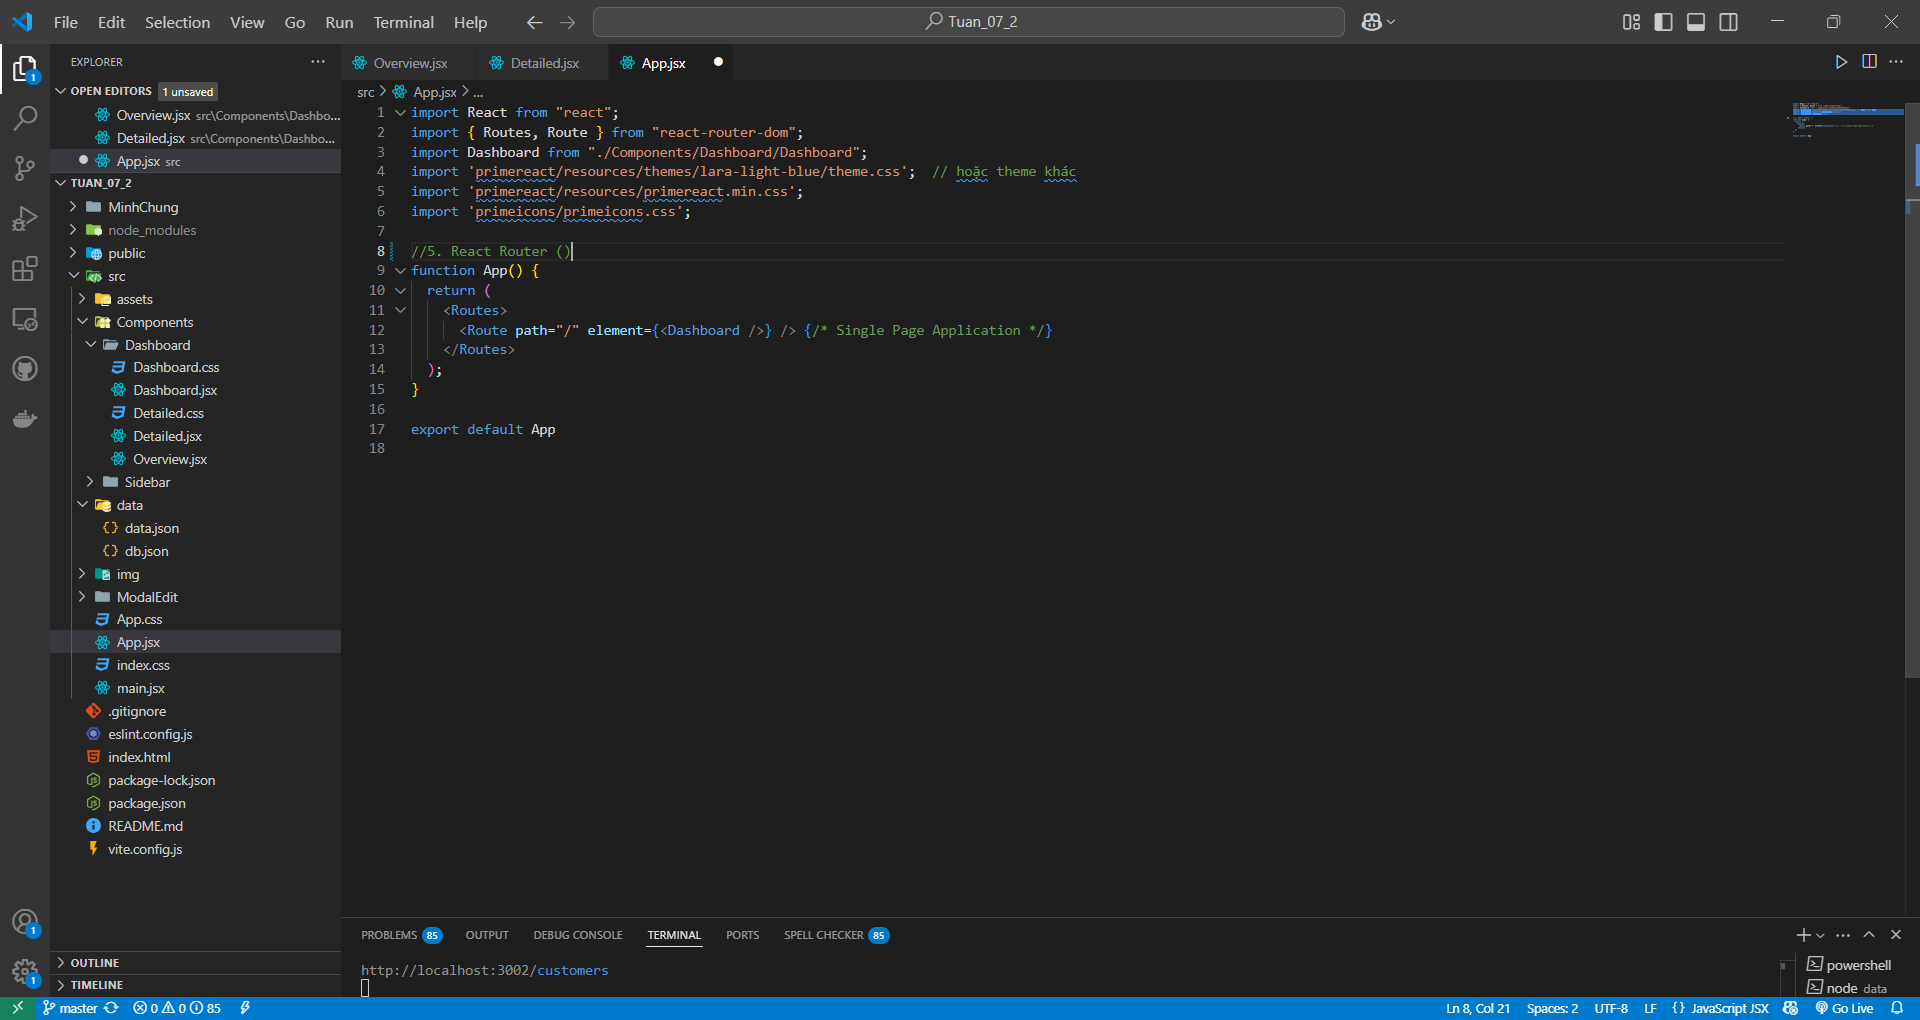 File Edit Selection View Go Run Terminal Help
Tuan_07_2
EXPLORER
OPEN EDITORS 1 unsaved
Overview.jsx src\Components\Dashbo...
Detailed.jsx src\Components\Dashbo...
App.jsx src
TUAN_07_2
MinhChung
node_modules
public
src
assets
Components
Dashboard
Dashboard.css
Dashboard.jsx
Detailed.css
Detailed.jsx
Overview.jsx
Sidebar
data
data.json
db.json
img
ModalEdit
App.css
App.jsx
index.css
main.jsx
.gitignore
eslint.config.js
index.html
package-lock.json
package.json
README.md
vite.config.js
OUTLINE
TIMELINE
1
1
1
Overview.jsx Detailed.jsx App.jsx
src > App.jsx > ...
1 import React from "react";
2 import { Routes, Route } from "react-router-dom";
3 import Dashboard from "./Components/Dashboard/Dashboard";
4 import 'primereact/resources/themes/lara-light-blue/theme.css'; // hoặc theme khác
5 import 'primereact/resources/primereact.min.css';
6 import 'primeicons/primeicons.css';
7
8 //5. React Router ()
9 function App() {
10 return (
11 <Routes>
12 <Route path="/" element={<Dashboard />} /> {/* Single Page Application */}
13 </Routes>
14 );
15 }
16
17 export default App
18
PROBLEMS 85 OUTPUT DEBUG CONSOLE TERMINAL PORTS SPELL CHECKER 85
http://localhost:3002/customers
powershell
node data
master 0 0 85 Ln 8, Col 21 Spaces: 2 UTF-8 LF {} JavaScript JSX Go Live